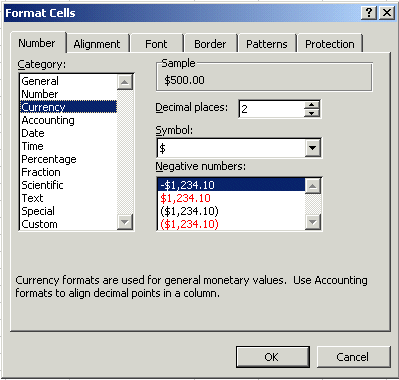 Format Cells
Number Alignment Font Border Patterns Protection
Category:
General
Number
Currency
Accounting
Date
Time
Percentage
Fraction
Scientific
Text
Special
Custom
Sample
$500.00
Decimal places: 2
Symbol:
$
Negative numbers:
-$1,234.10
$1,234.10
($1,234.10)
($1,234.10)
Currency formats are used for general monetary values. Use Accounting
formats to align decimal points in a column.
OK Cancel